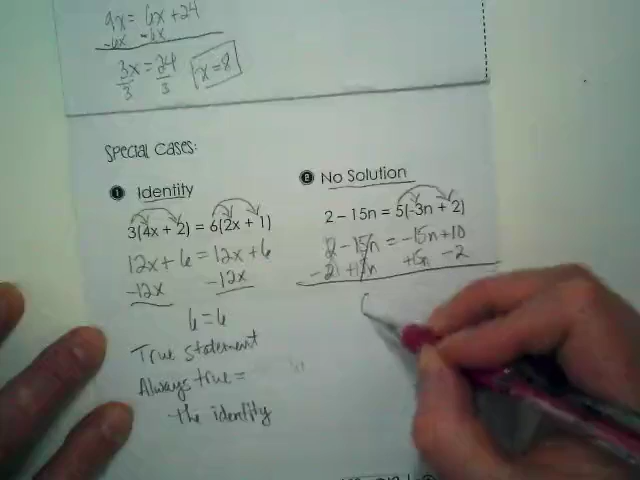 9x = 6x + 24
-6x -6x
3x = 24
3 3
x = 8
Special Cases:
1 Identity
3(4x + 2) = 6(2x + 1)
12x + 6 = 12x + 6
-12x -12x
6 = 6
True statement
Always true =
the identity
2 No Solution
2 – 15n = 5(-3n + 2)
2 - 15n = -15n + 10
-2 +15n +15n -2